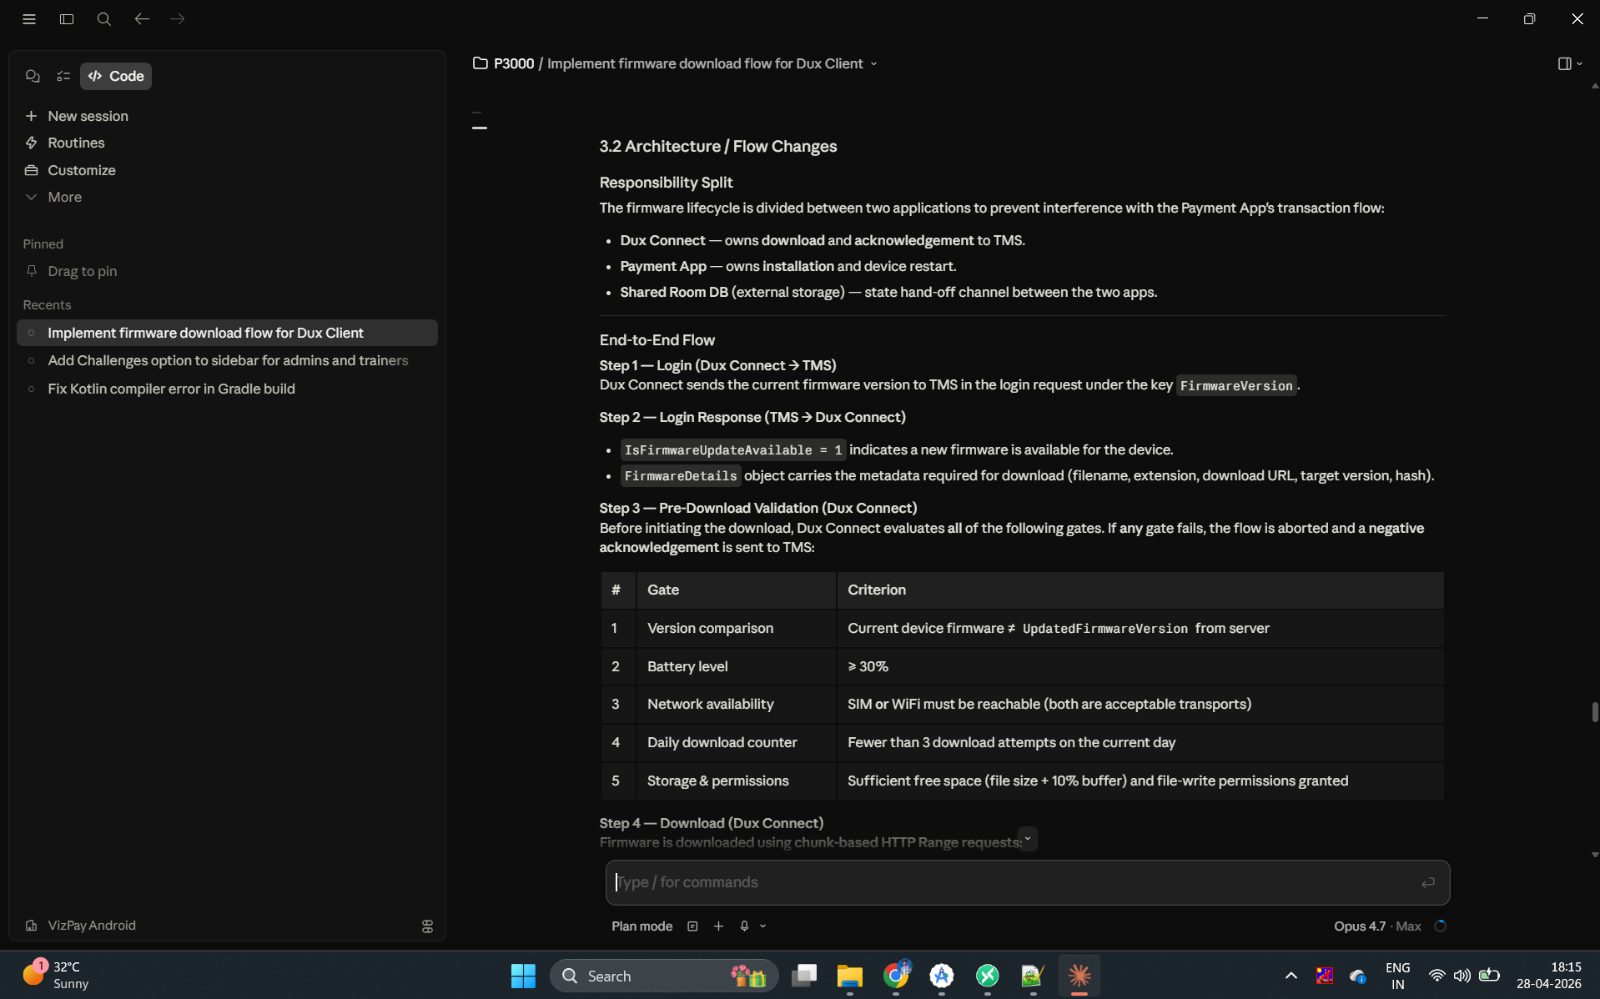 Code
P3000 / Implement firmware download flow for Dux Client
New session
Routines
Customize
More
Pinned
Drag to pin
Recents
Implement firmware download flow for Dux Client
Add Challenges option to sidebar for admins and trainers
Fix Kotlin compiler error in Gradle build
VizPay Android
3.2 Architecture / Flow Changes
Responsibility Split
The firmware lifecycle is divided between two applications to prevent interference with the Payment App's transaction flow:
• Dux Connect — owns download and acknowledgement to TMS.
• Payment App — owns installation and device restart.
• Shared Room DB (external storage) — state hand-off channel between the two apps.
End-to-End Flow
Step 1 — Login (Dux Connect → TMS)
Dux Connect sends the current firmware version to TMS in the login request under the key FirmwareVersion.
Step 2 — Login Response (TMS → Dux Connect)
• IsFirmwareUpdateAvailable = 1 indicates a new firmware is available for the device.
• FirmwareDetails object carries the metadata required for download (filename, extension, download URL, target version, hash).
Step 3 — Pre-Download Validation (Dux Connect)
Before initiating the download, Dux Connect evaluates all of the following gates. If any gate fails, the flow is aborted and a negative
acknowledgement is sent to TMS:
# Gate Criterion
1 Version comparison Current device firmware ≠ UpdatedFirmwareVersion from server
2 Battery level ≥ 30%
3 Network availability SIM or WiFi must be reachable (both are acceptable transports)
4 Daily download counter Fewer than 3 download attempts on the current day
5 Storage & permissions Sufficient free space (file size + 10% buffer) and file-write permissions granted
Step 4 — Download (Dux Connect)
Firmware is downloaded using chunk-based HTTP Range requests:
Type / for commands
Plan mode
Opus 4.7 · Max
1
32°C
Sunny
Search
ENG
IN
18:15
28-04-2026